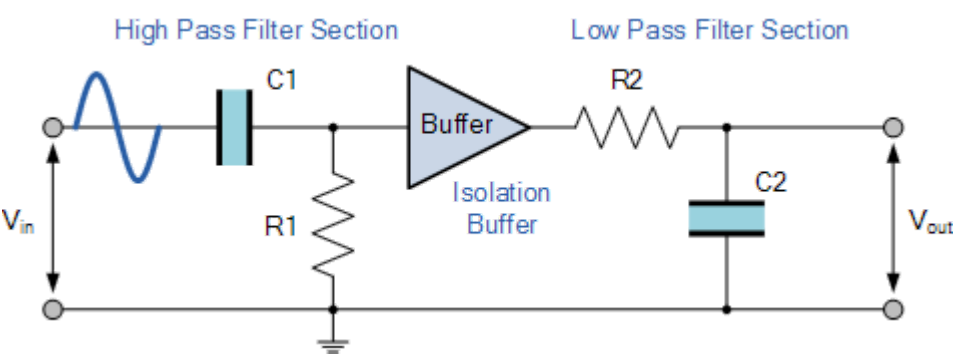 High Pass Filter Section
Low Pass Filter Section
C1
R2
Buffer
Isolation
Buffer
C2
Vin
R1
Vout